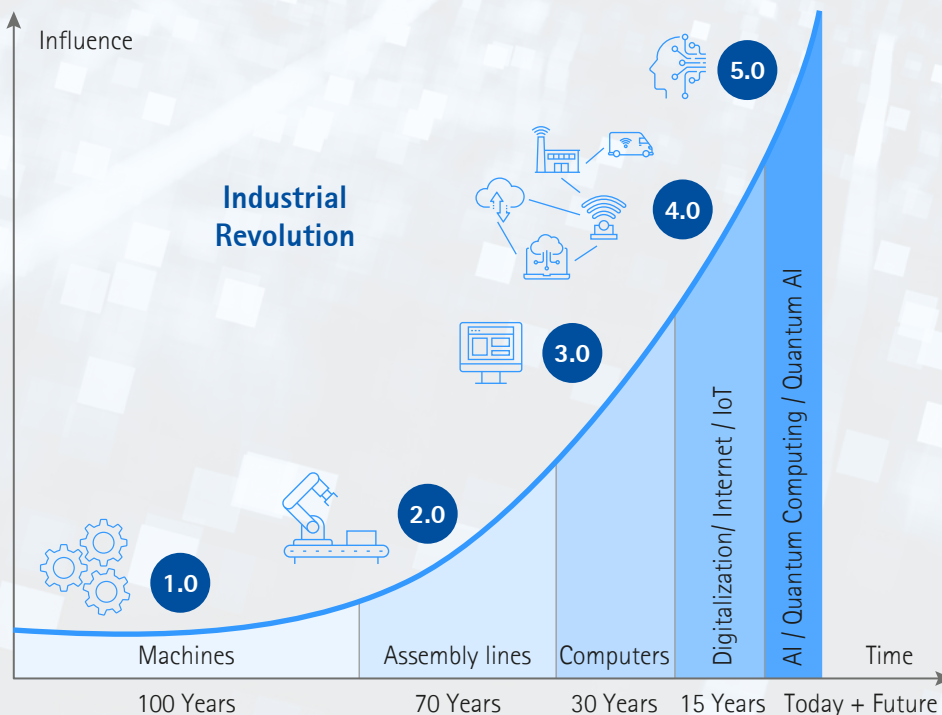 Influence
5.0
Industrial
Revolution
4.0
3.0
2.0
1.0
Machines
Assembly lines
Computers
Digitalization/ Internet / IoT
AI / Quantum Computing / Quantum AI
Time
100 Years
70 Years
30 Years
15 Years
Today + Future